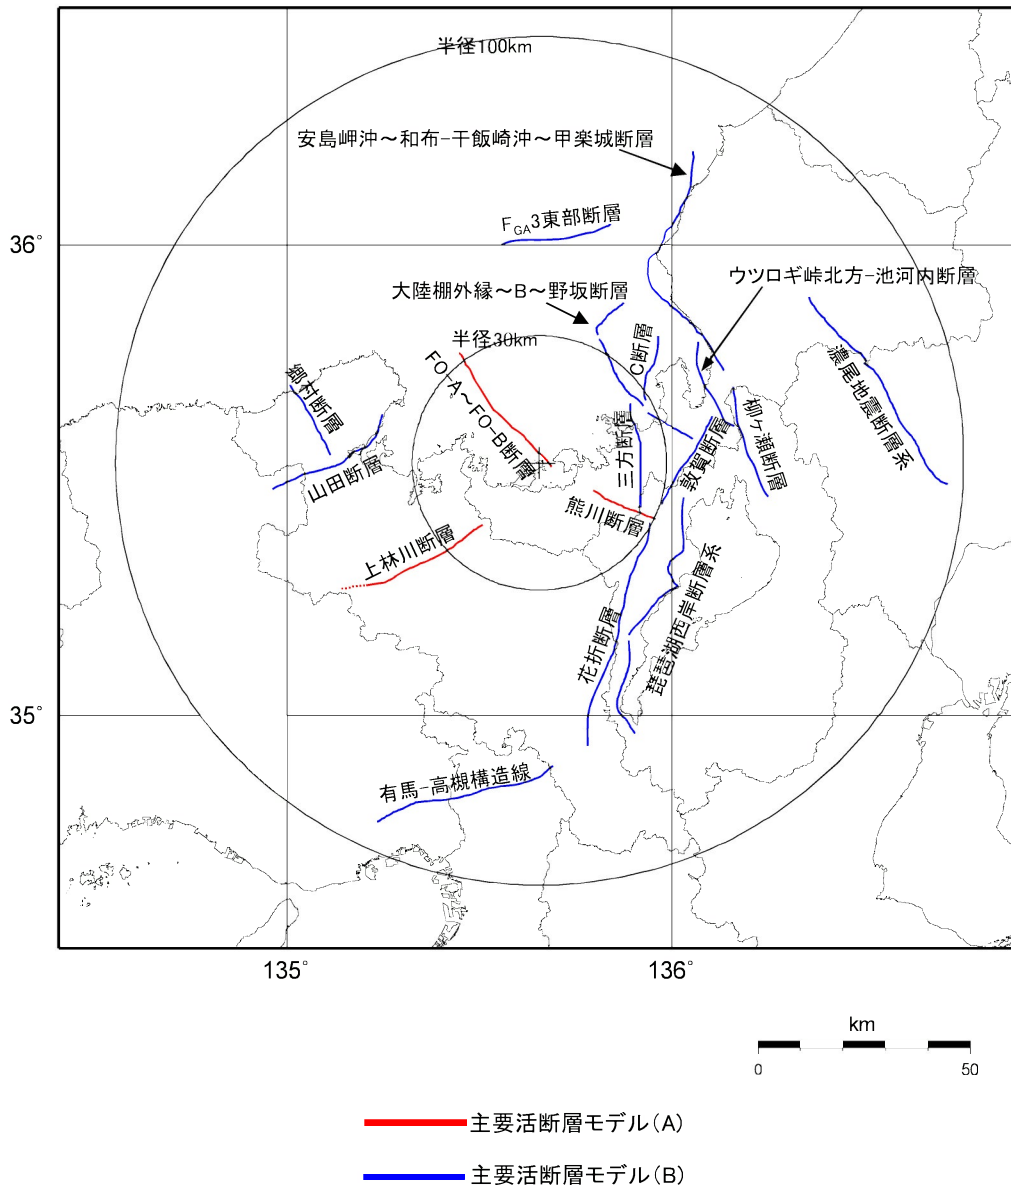 半径100km
安島岬沖～和布-干飯崎沖～甲楽城断層
FGA3東部断層
36°
ウツロギ峠北方-池河内断層
大陸棚外縁～B～野坂断層
半径30km
C断層
FO-A～FO-B断層
濃尾地震断層系
郷村断層
柳ヶ瀬断層
三方断層
敦賀断層
山田断層
熊川断層
上林川断層
琵琶湖西岸断層系
花折断層
35°
有馬-高槻構造線
135°
136°
km
0
50
主要活断層モデル(A)
主要活断層モデル(B)